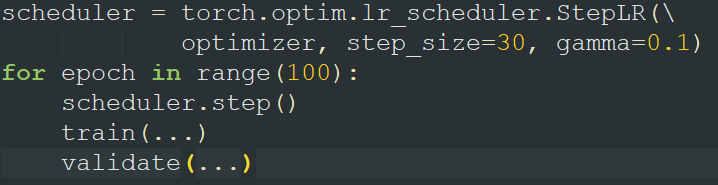 scheduler = torch.optim.lr_scheduler.StepLR(\
            optimizer, step_size=30, gamma=0.1)
for epoch in range(100):
    scheduler.step()
    train(...)
    validate(...)